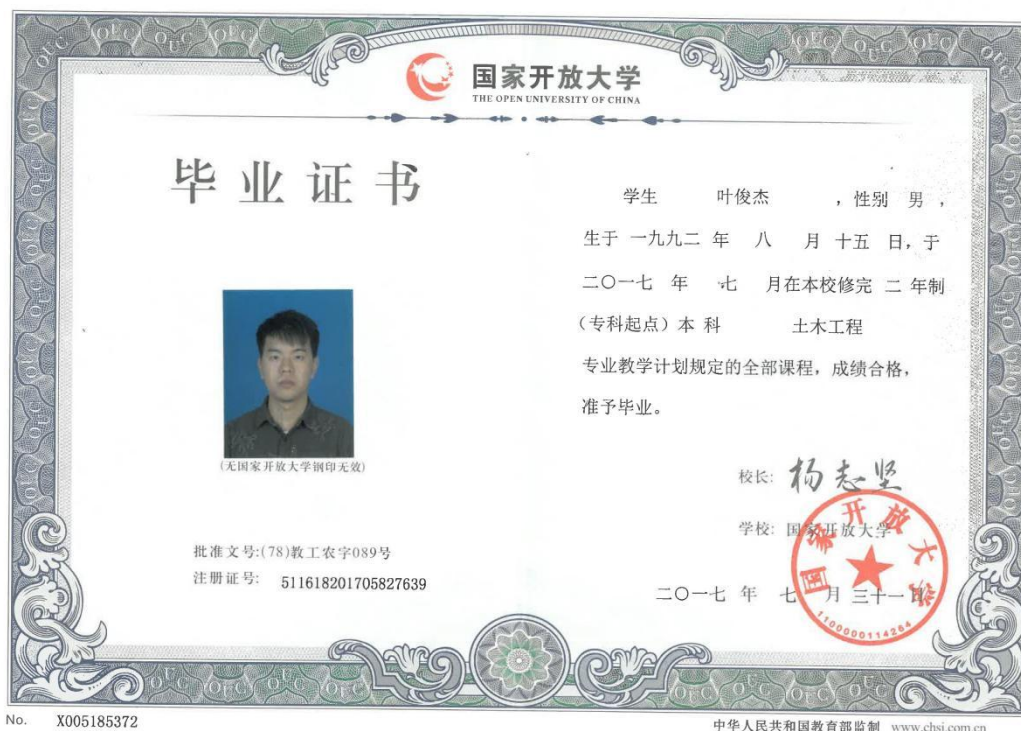 国家开放大学
THE OPEN UNIVERSITY OF CHINA
毕业证书
(无国家开放大学钢印无效)
批准文号:(78)教工农字089号
注册证号: 511618201705827639
学生 叶俊杰 ，性别 男 ，
生于 一九九二 年 八 月 十五 日，于
二〇一七 年 七 月在本校修完 二 年制
（专科起点）本 科 土木工程
专业教学计划规定的全部课程，成绩合格，
准予毕业。
校长: 杨志坚
学校: 国家开放大学
二〇一七 年 七 月 三十一 日
国家开放大学
1100000114264
No. X005185372
中华人民共和国教育部监制 www.chsi.com.cn